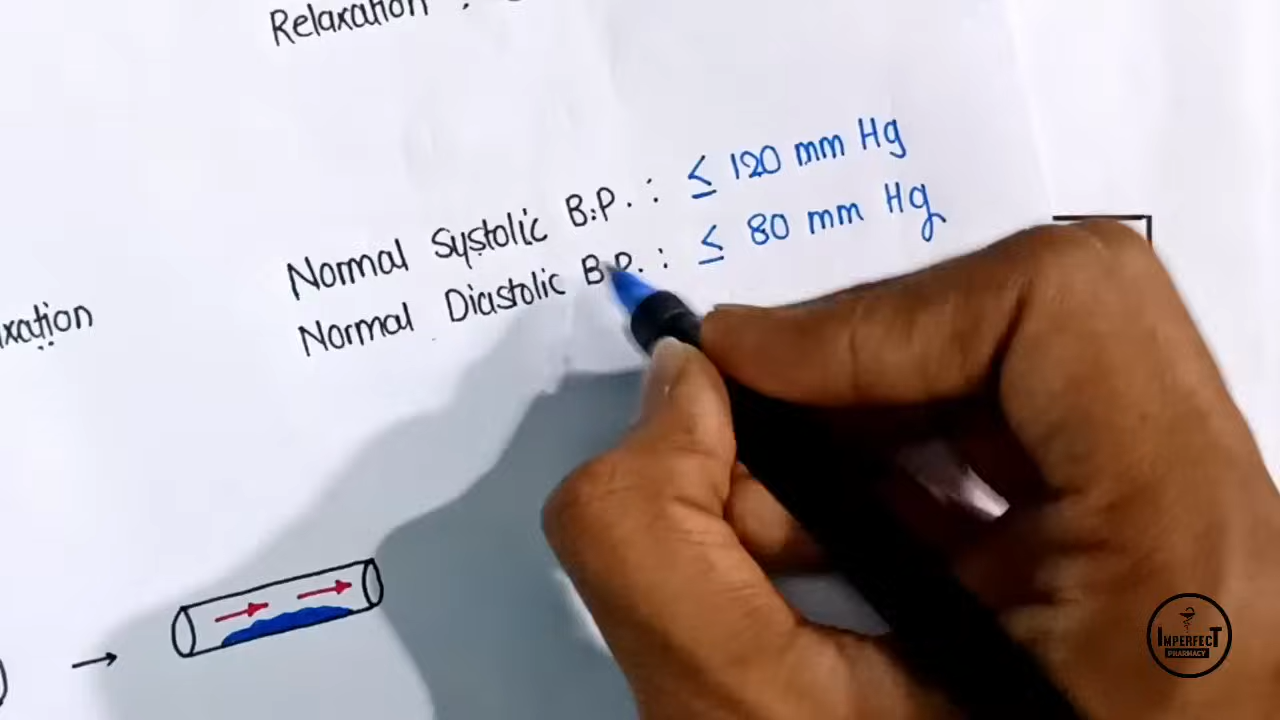 Relaxation :
Normal Systolic B.P. : ≤ 120 mm Hg
Normal Diastolic B.P. : ≤ 80 mm Hg
xation
IMPERFECT
PHARMACY